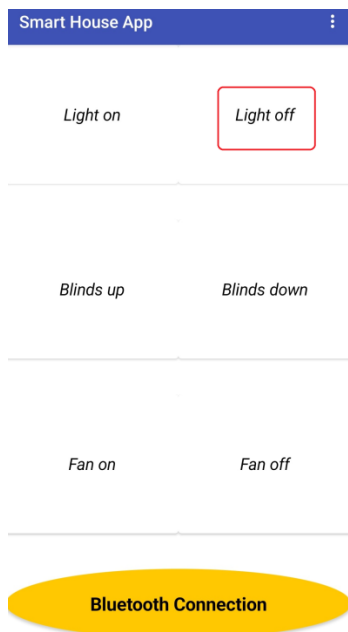 Smart House App
Light on
Light off
Blinds up
Blinds down
Fan on
Fan off
Bluetooth Connection